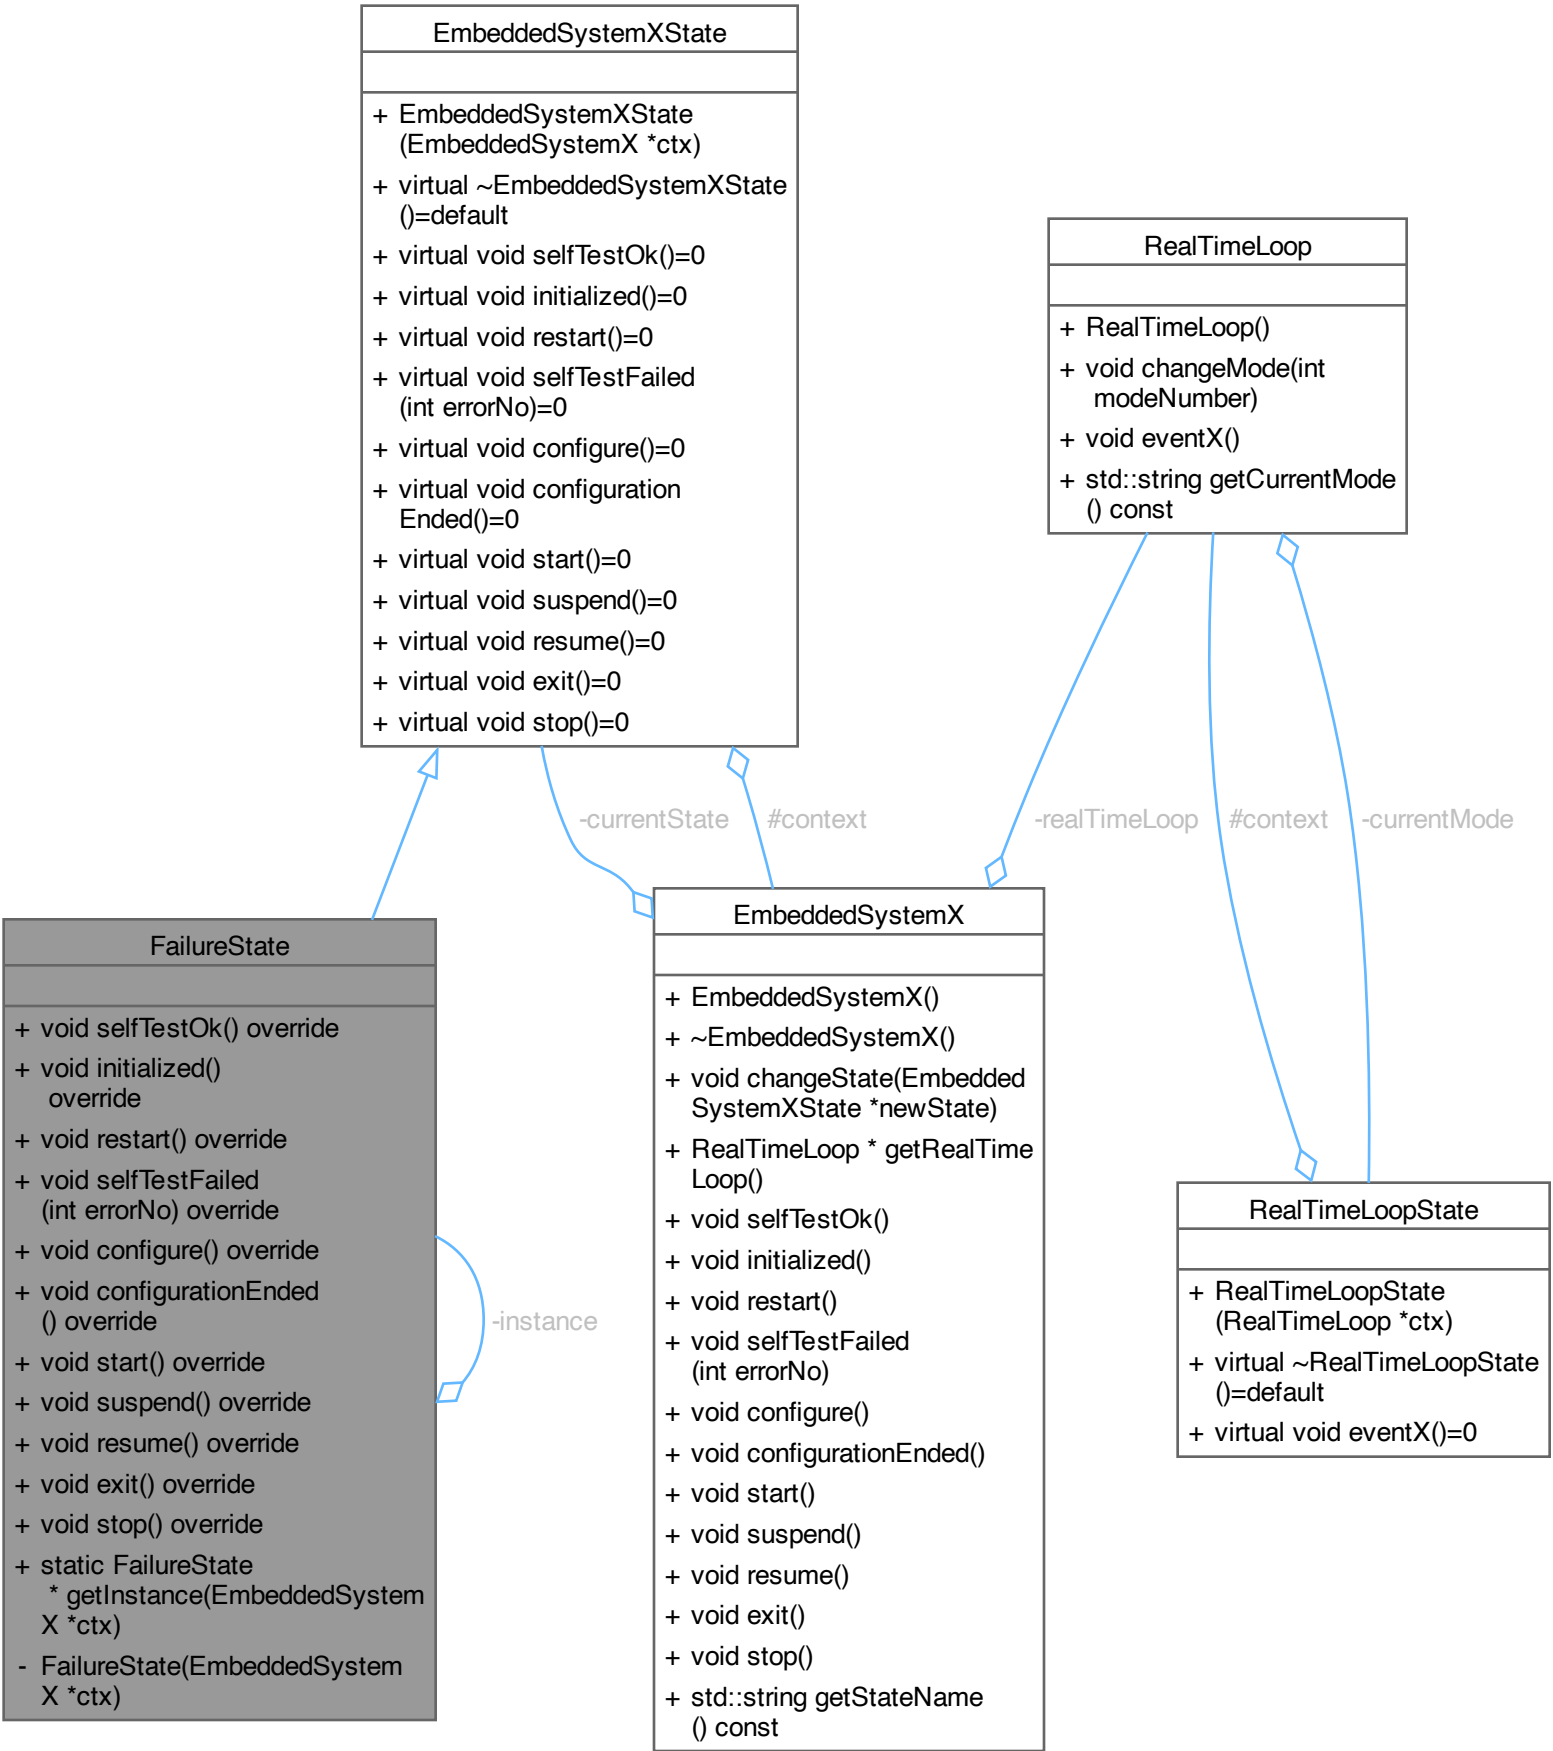 EmbeddedSystemXState
+ EmbeddedSystemXState
(EmbeddedSystemX *ctx)
+ virtual ~EmbeddedSystemXState
()=default
+ virtual void selfTestOk()=0
+ virtual void initialized()=0
+ virtual void restart()=0
+ virtual void selfTestFailed
(int errorNo)=0
+ virtual void configure()=0
+ virtual void configuration
Ended()=0
+ virtual void start()=0
+ virtual void suspend()=0
+ virtual void resume()=0
+ virtual void exit()=0
+ virtual void stop()=0
RealTimeLoop
+ RealTimeLoop()
+ void changeMode(int
modeNumber)
+ void eventX()
+ std::string getCurrentMode
() const
-currentState
#context
-realTimeLoop
#context
-currentMode
FailureState
+ void selfTestOk() override
+ void initialized()
override
+ void restart() override
+ void selfTestFailed
(int errorNo) override
+ void configure() override
+ void configurationEnded
() override
+ void start() override
+ void suspend() override
+ void resume() override
+ void exit() override
+ void stop() override
+ static FailureState
* getInstance(EmbeddedSystem
X *ctx)
- FailureState(EmbeddedSystem
X *ctx)
-instance
EmbeddedSystemX
+ EmbeddedSystemX()
+ ~EmbeddedSystemX()
+ void changeState(Embedded
SystemXState *newState)
+ RealTimeLoop * getRealTime
Loop()
+ void selfTestOk()
+ void initialized()
+ void restart()
+ void selfTestFailed
(int errorNo)
+ void configure()
+ void configurationEnded()
+ void start()
+ void suspend()
+ void resume()
+ void exit()
+ void stop()
+ std::string getStateName
() const
RealTimeLoopState
+ RealTimeLoopState
(RealTimeLoop *ctx)
+ virtual ~RealTimeLoopState
()=default
+ virtual void eventX()=0